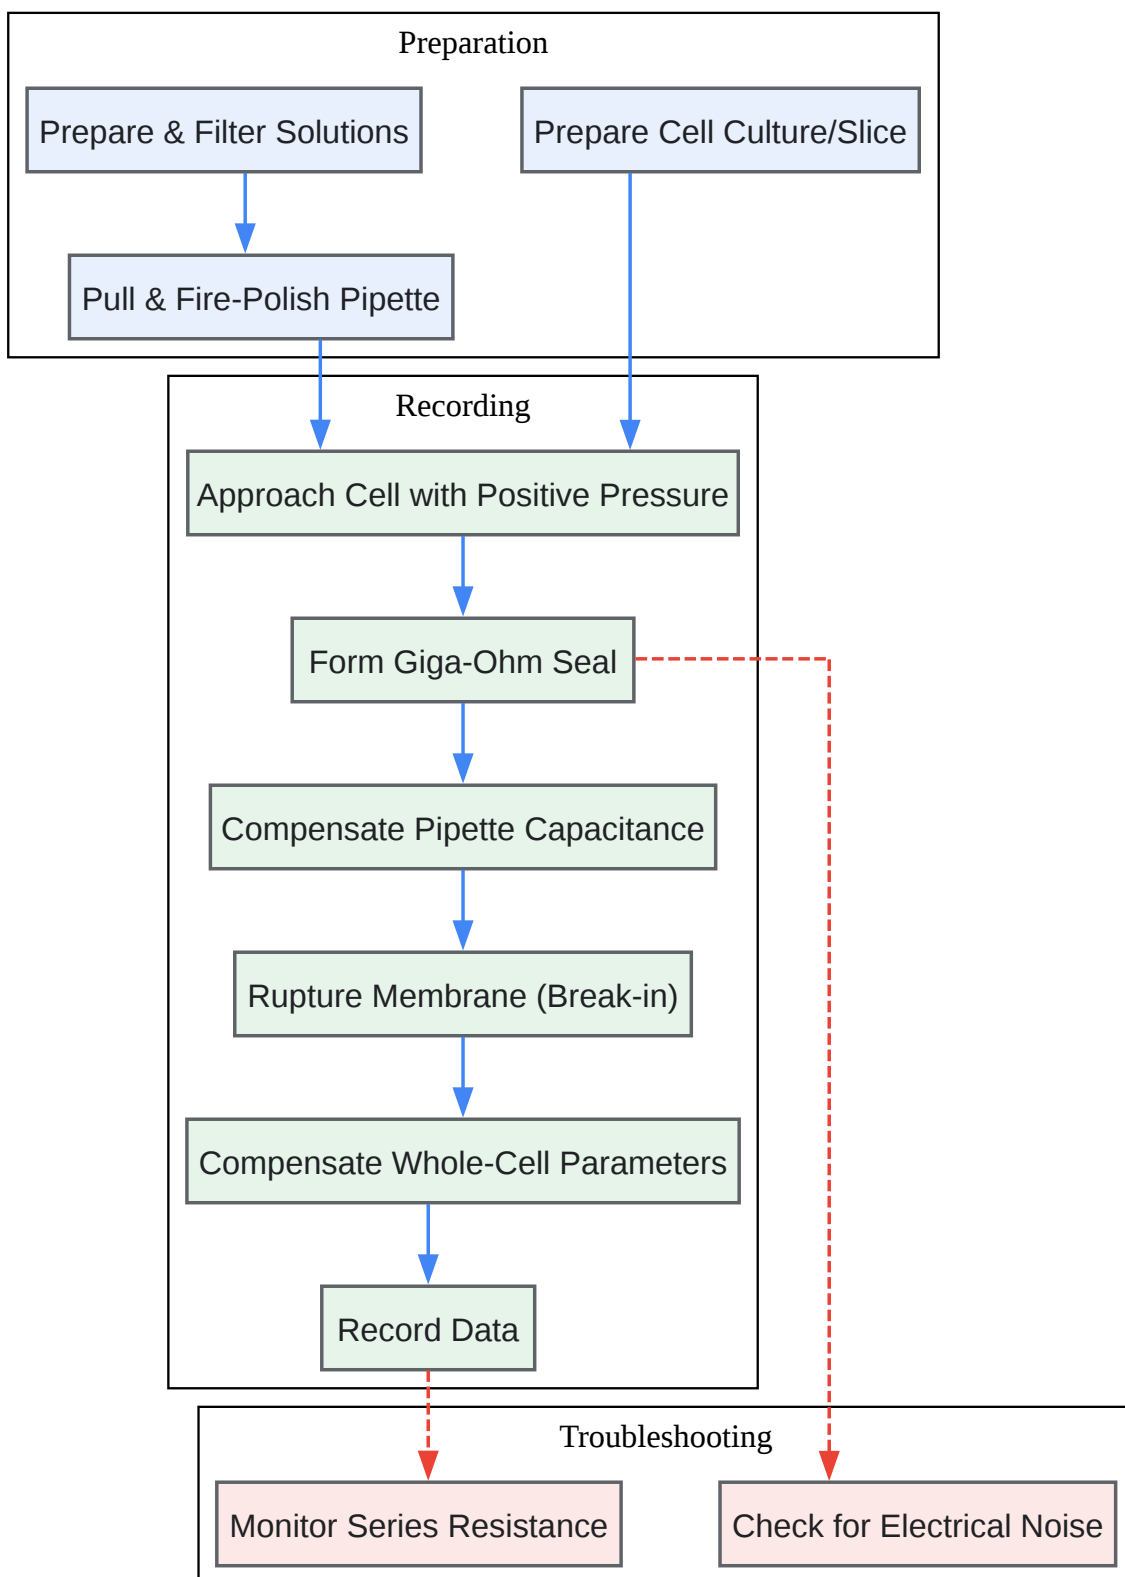 Preparation
Prepare & Filter Solutions
Prepare Cell Culture/Slice
Pull & Fire-Polish Pipette
Recording
Approach Cell with Positive Pressure
Form Giga-Ohm Seal
Compensate Pipette Capacitance
Rupture Membrane (Break-in)
Compensate Whole-Cell Parameters
Record Data
Troubleshooting
Monitor Series Resistance
Check for Electrical Noise